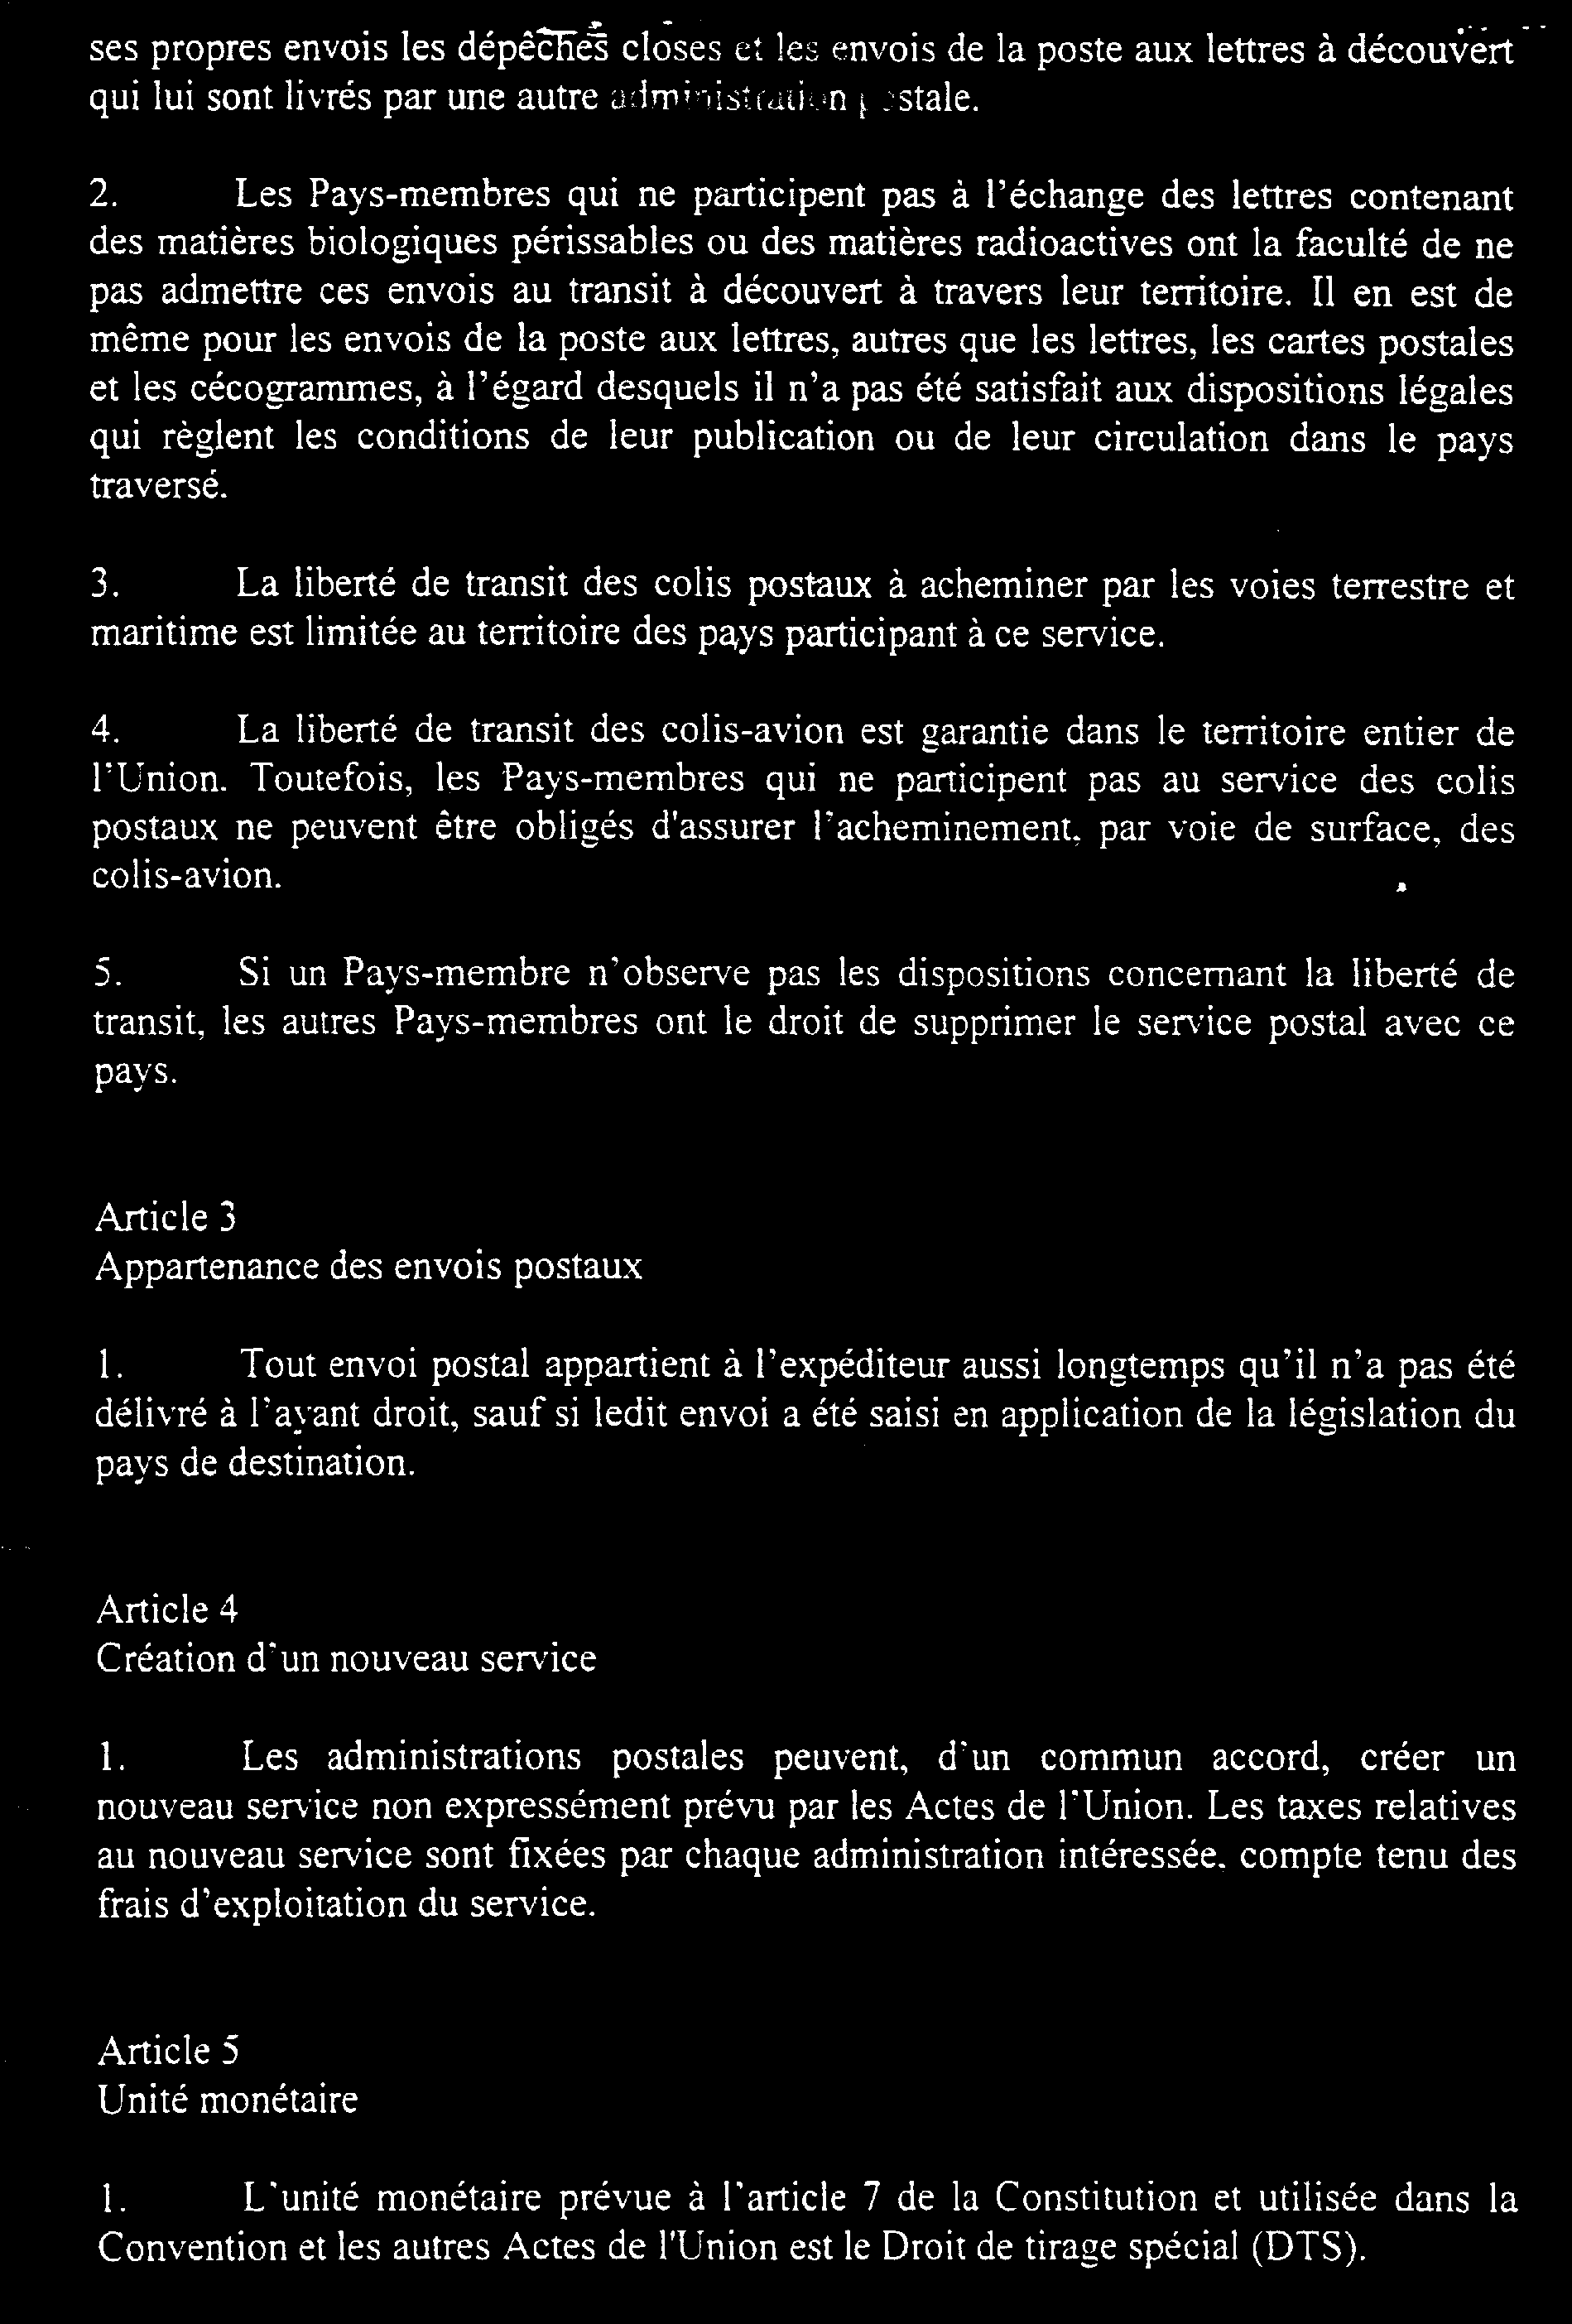 ses propres envois les dépêches closes et les envois de la poste aux lettres à découvert
qui lui sont livrés par une autre administration postale.
2. Les Pays-membres qui ne participent pas à l'échange des lettres contenant
des matières biologiques périssables ou des matières radioactives ont la faculté de ne
pas admettre ces envois au transit à découvert à travers leur territoire. Il en est de
même pour les envois de la poste aux lettres, autres que les lettres, les cartes postales
et les cécogrammes, à l'égard desquels il n'a pas été satisfait aux dispositions légales
qui règlent les conditions de leur publication ou de leur circulation dans le pays
traversé.
3. La liberté de transit des colis postaux à acheminer par les voies terrestre et
maritime est limitée au territoire des pays participant à ce service.
4. La liberté de transit des colis-avion est garantie dans le territoire entier de
l'Union. Toutefois, les Pays-membres qui ne participent pas au service des colis
postaux ne peuvent être obligés d'assurer l'acheminement, par voie de surface, des
colis-avion.
5. Si un Pays-membre n'observe pas les dispositions concernant la liberté de
transit, les autres Pays-membres ont le droit de supprimer le service postal avec ce
pays.
Article 3
Appartenance des envois postaux
1. Tout envoi postal appartient à l'expéditeur aussi longtemps qu'il n'a pas été
délivré à l'ayant droit, sauf si ledit envoi a été saisi en application de la législation du
pays de destination.
Article 4
Création d'un nouveau service
1. Les administrations postales peuvent, d'un commun accord, créer un
nouveau service non expressément prévu par les Actes de l'Union. Les taxes relatives
au nouveau service sont fixées par chaque administration intéressée, compte tenu des
frais d'exploitation du service.
Article 5
Unité monétaire
1. L'unité monétaire prévue à l'article 7 de la Constitution et utilisée dans la
Convention et les autres Actes de l'Union est le Droit de tirage spécial (DTS).